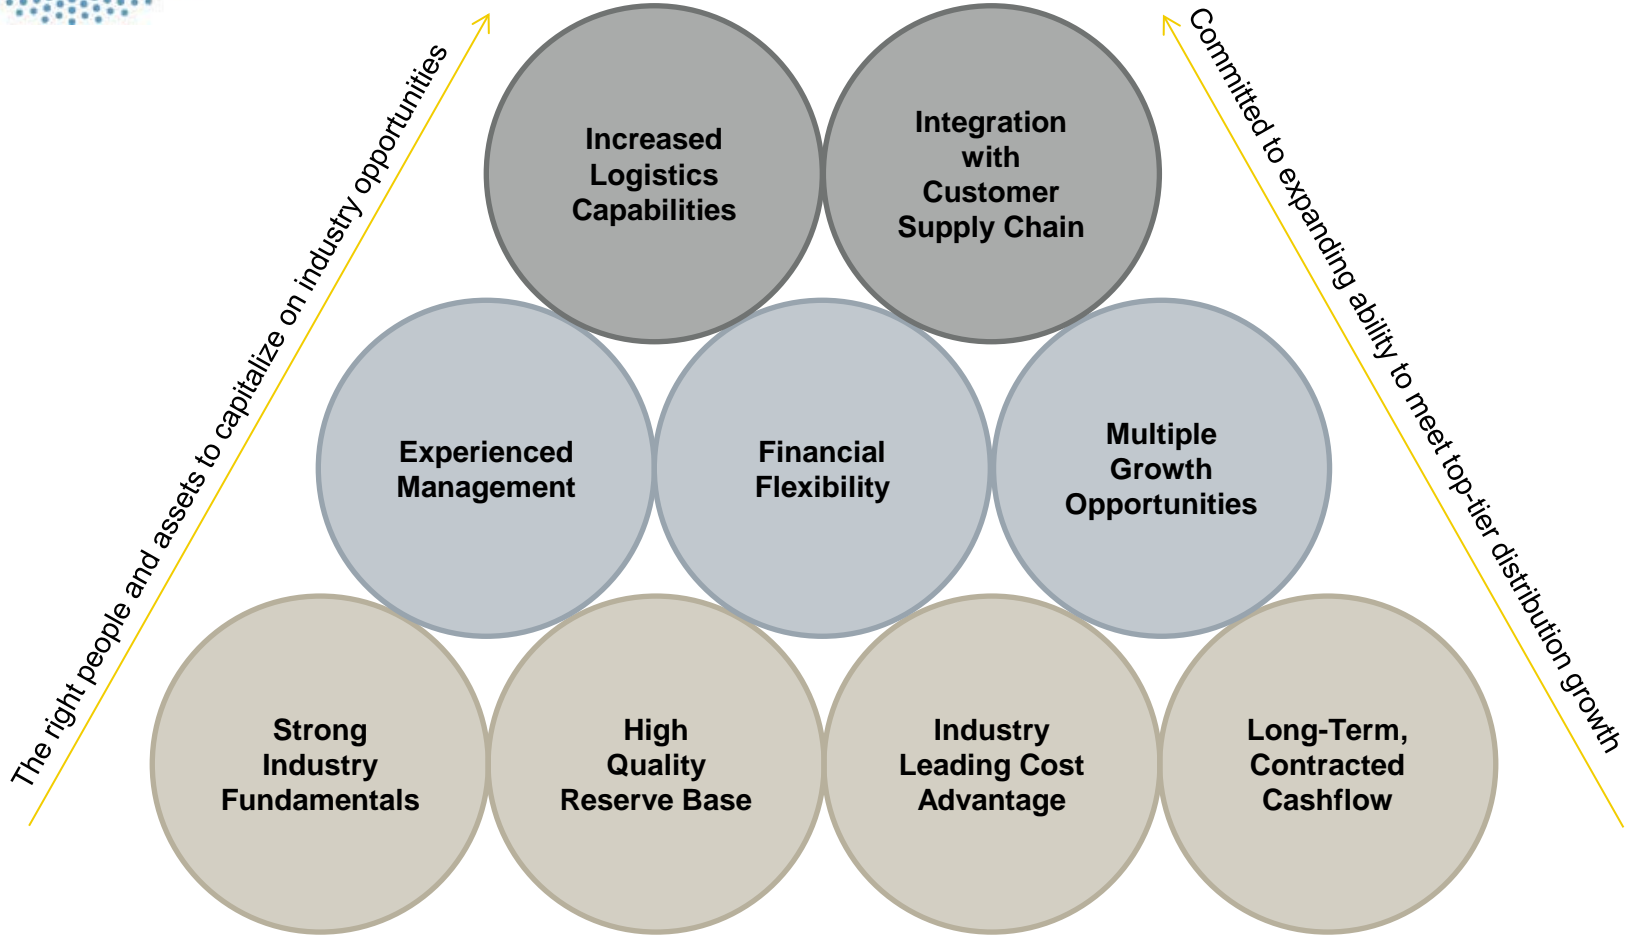 The right people and assets to capitalize on industry opportunities
Committed to expanding ability to meet top-tier distribution growth
Increased
Logistics
Capabilities
Integration
with
Customer
Supply Chain
Experienced
Management
Financial
Flexibility
Multiple
Growth
Opportunities
Strong
Industry
Fundamentals
High
Quality
Reserve Base
Industry
Leading Cost
Advantage
Long-Term,
Contracted
Cashflow